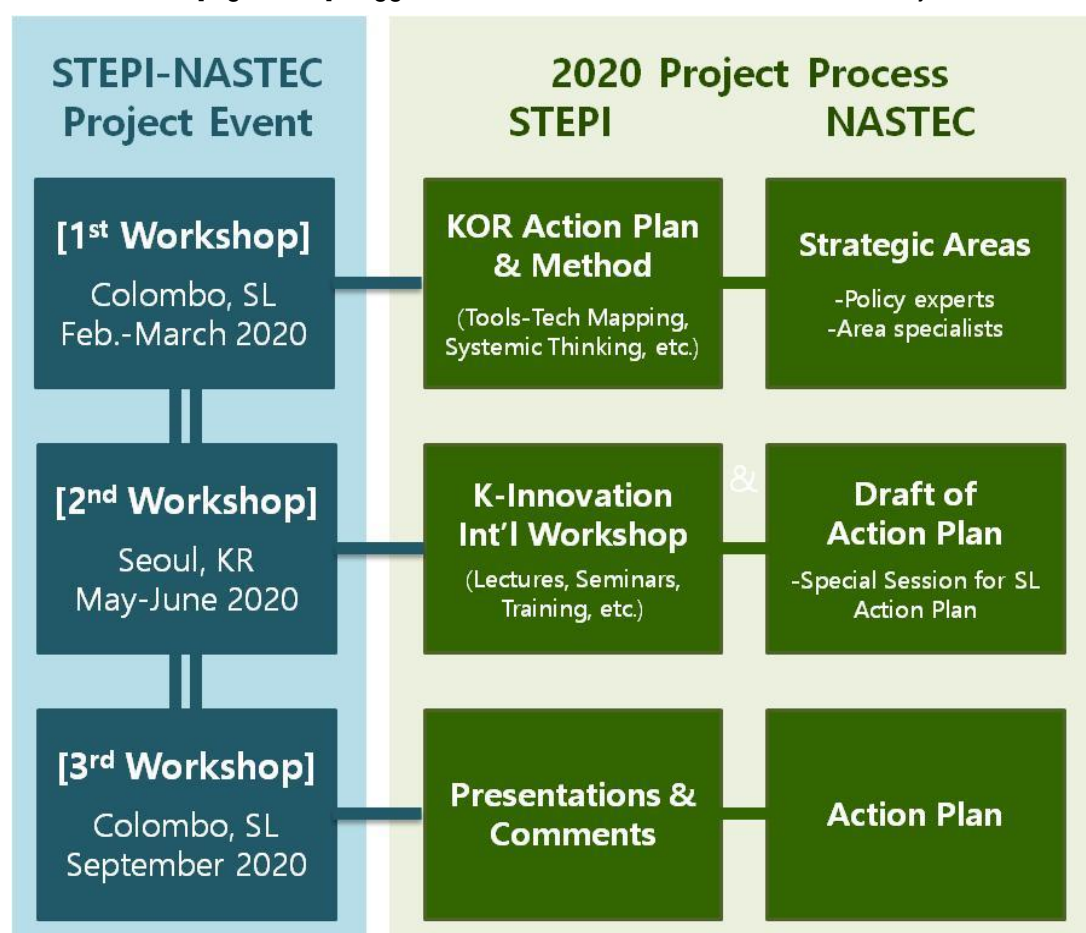 STEPI-NASTEC
Project Event
2020 Project Process
STEPI NASTEC
[1st Workshop]
Colombo, SL
Feb.-March 2020
KOR Action Plan
& Method
(Tools-Tech Mapping,
Systemic Thinking, etc.)
Strategic Areas
-Policy experts
-Area specialists
[2nd Workshop]
Seoul, KR
May-June 2020
K-Innovation
Int'l Workshop
(Lectures, Seminars,
Training, etc.)
&
Draft of
Action Plan
-Special Session for SL
Action Plan
[3rd Workshop]
Colombo, SL
September 2020
Presentations &
Comments
Action Plan